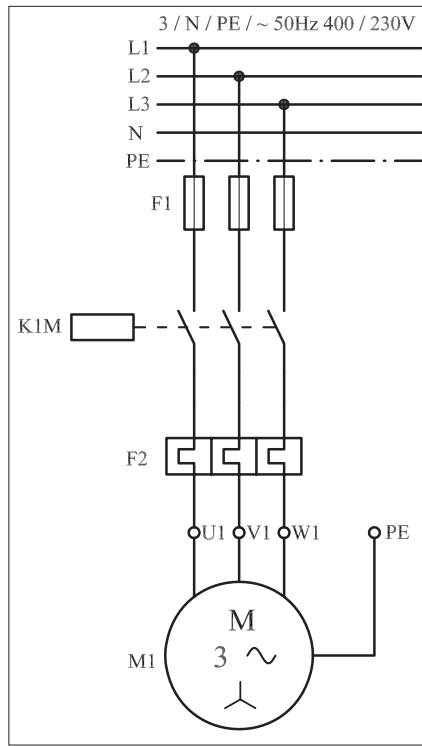 3 / N / PE / ~ 50Hz 400 / 230V
L1
L2
L3
N
PE
F1
K1M
F2
U1 V1 W1 PE
M
M1 3 ~